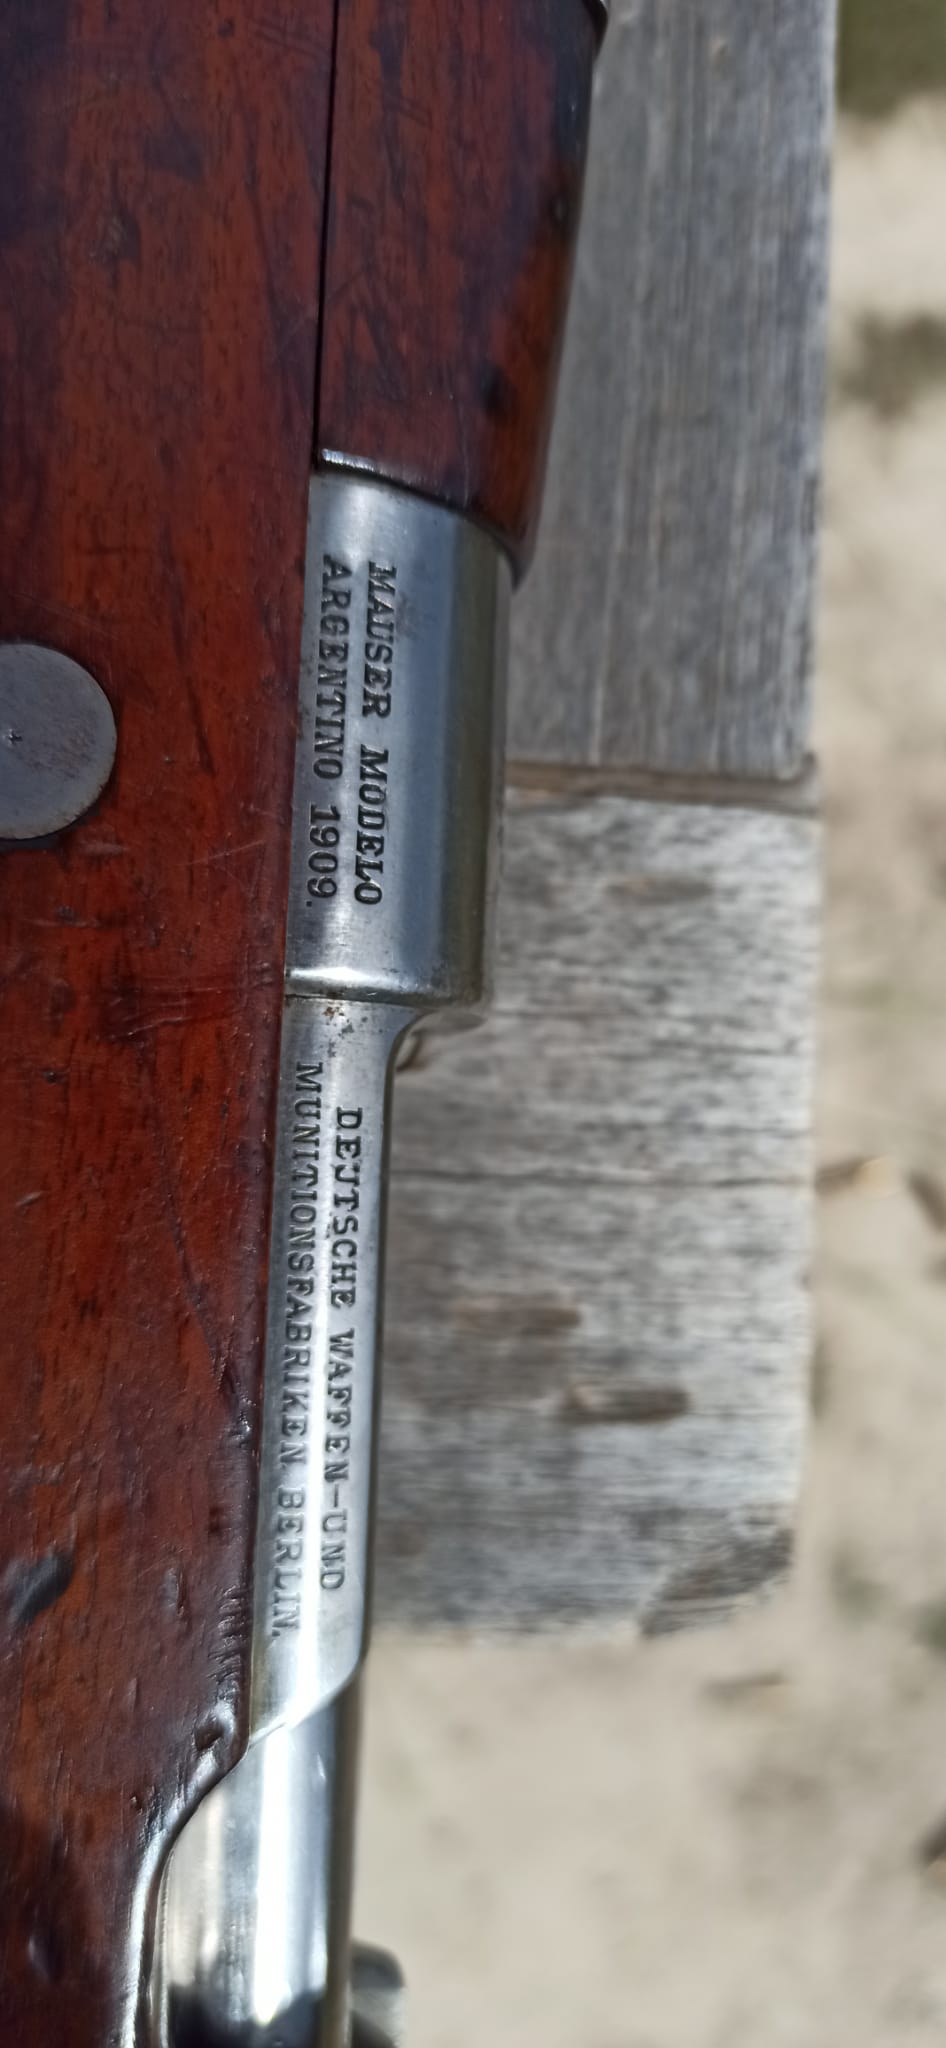 MAUSER MODELO
ARGENTINO 1909.
DEUTSCHE WAFFEN-UND
MUNITIONSFABRIKEN BERLIN.